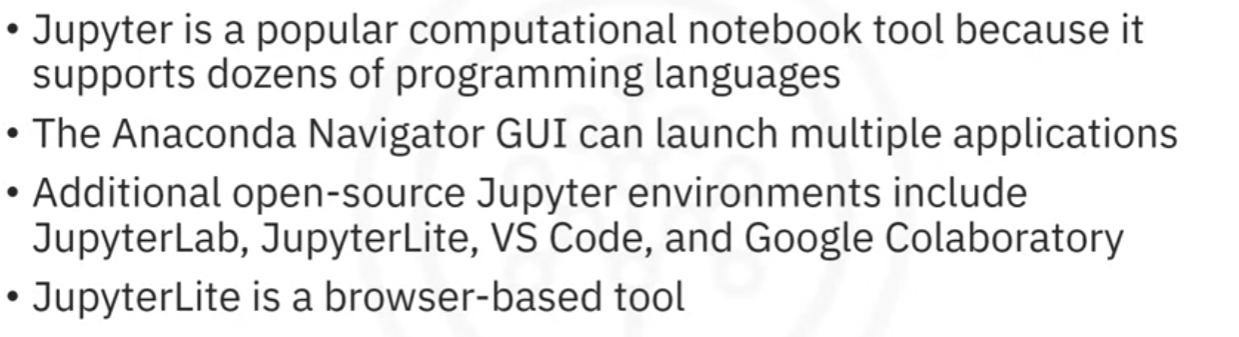 • Jupyter is a popular computational notebook tool because it
supports dozens of programming languages
• The Anaconda Navigator GUI can launch multiple applications
• Additional open-source Jupyter environments include
JupyterLab, JupyterLite, VS Code, and Google Colaboratory
• JupyterLite is a browser-based tool